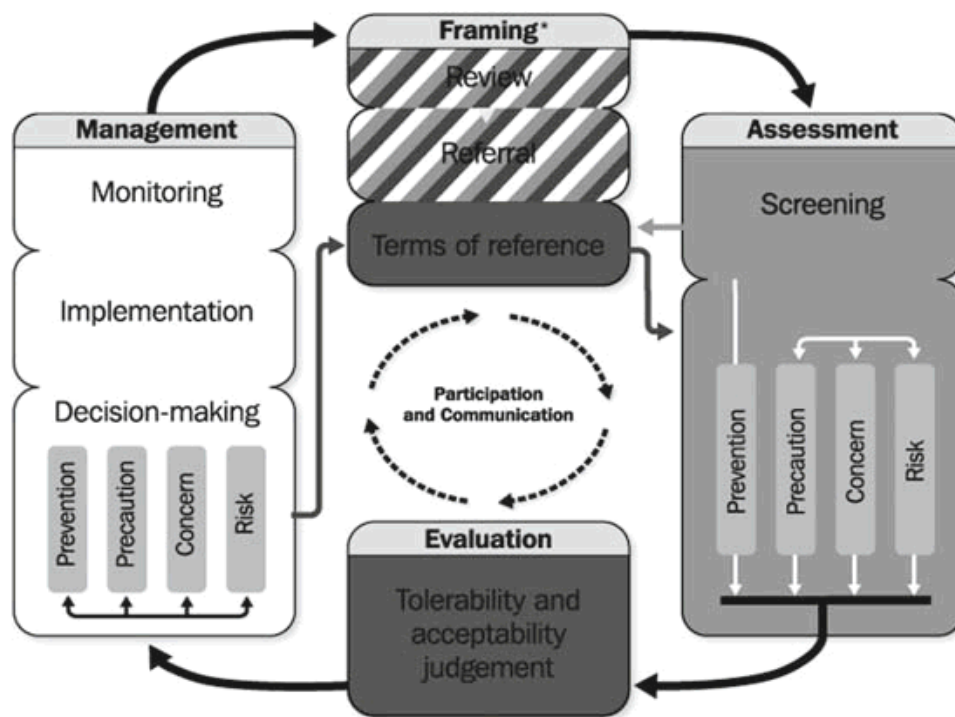 Framing*
Review
Referral
Terms of reference
Management
Monitoring
Implementation
Decision-making
Prevention
Precaution
Concern
Risk
Participation
and Communication
Assessment
Screening
Prevention
Precaution
Concern
Risk
Evaluation
Tolerability and
acceptability
judgement